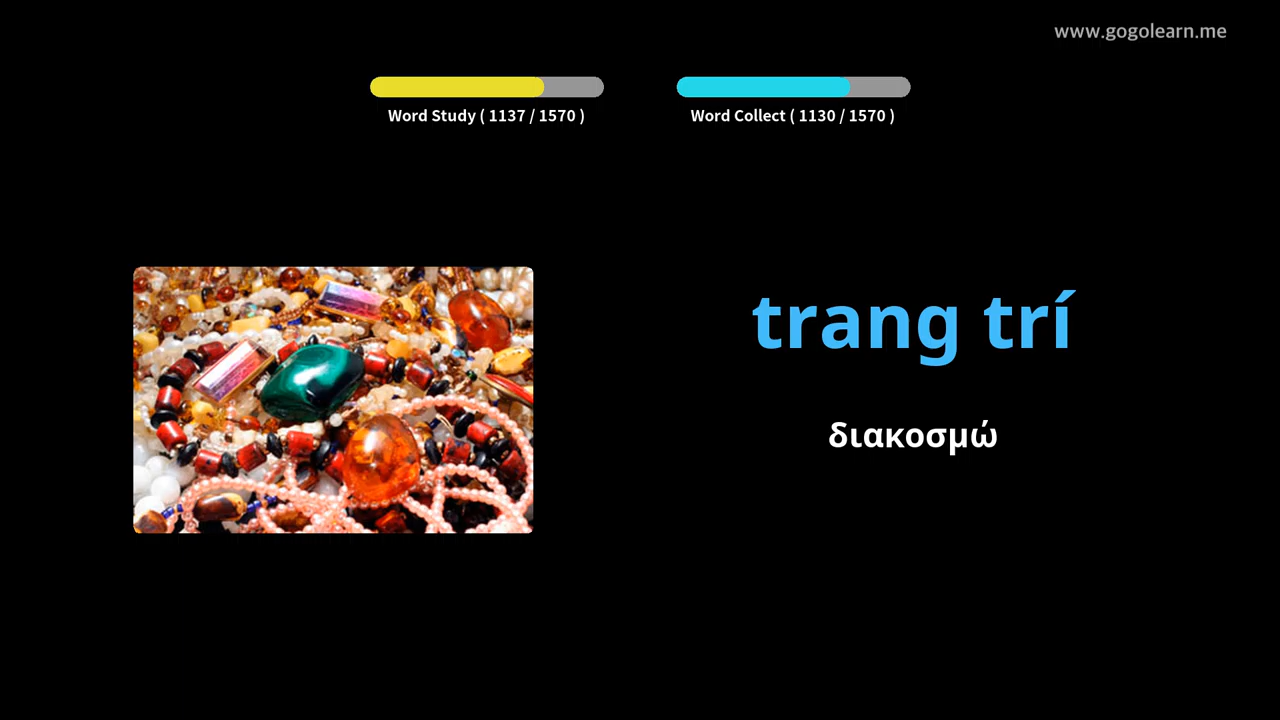 www.gogolearn.me
Word Study ( 1137 / 1570 )
Word Collect ( 1130 / 1570 )
trang trí
διακοσμώ